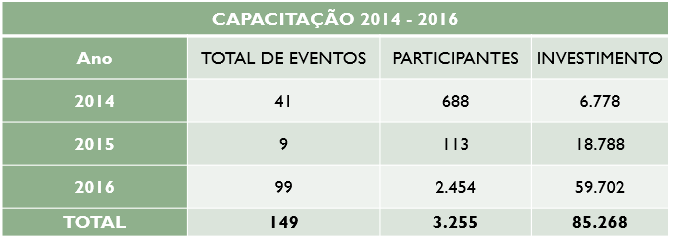 CAPACITAÇÃO 2014 - 2016
Ano TOTAL DE EVENTOS PARTICIPANTES INVESTIMENTO
2014 41 688 6.778
2015 9 113 18.788
2016 99 2.454 59.702
TOTAL 149 3.255 85.268